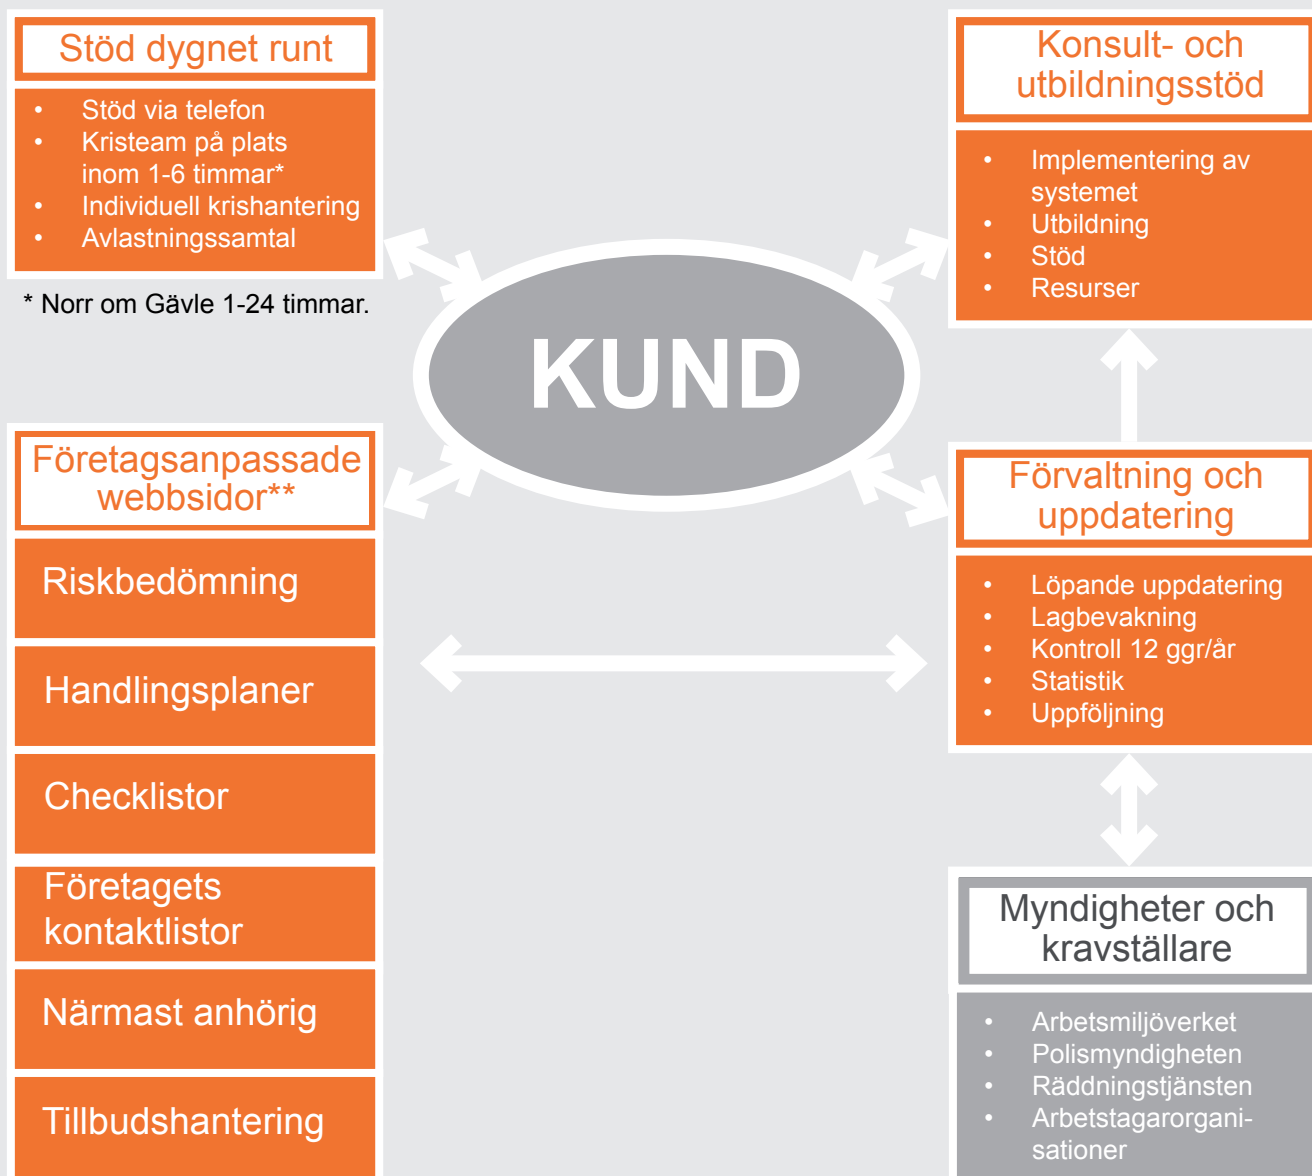 Stöd dygnet runt
• Stöd via telefon
• Kristeam på plats
inom 1-6 timmar*
• Individuell krishantering
• Avlastningssamtal
* Norr om Gävle 1-24 timmar.
KUND
Konsult- och
utbildningsstöd
• Implementering av
systemet
• Utbildning
• Stöd
• Resurser
Företagsanpassade
webbsidor**
Riskbedömning
Handlingsplaner
Checklistor
Företagets
kontaktlistor
Närmast anhörig
Tillbudshantering
Förvaltning och
uppdatering
• Löpande uppdatering
• Lagbevakning
• Kontroll 12 ggr/år
• Statistik
• Uppföljning
Myndigheter och
kravställare
• Arbetsmiljöverket
• Polismyndigheten
• Räddningstjänsten
• Arbetstagarorgani-
sationer